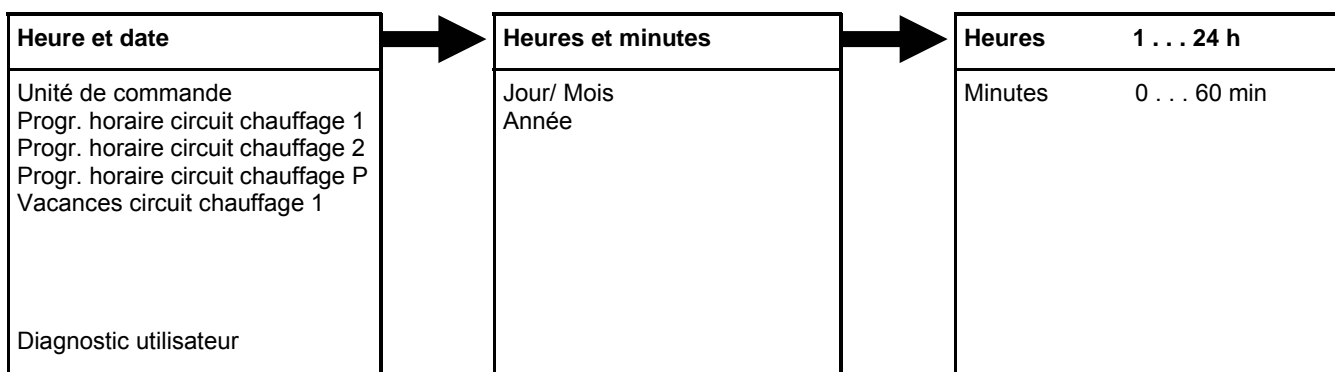 Heure et date
Unité de commande
Progr. horaire circuit chauffage 1
Progr. horaire circuit chauffage 2
Progr. horaire circuit chauffage P
Vacances circuit chauffage 1
Diagnostic utilisateur
Heures et minutes
Jour/ Mois
Année
Heures 1 . . . 24 h
Minutes 0 . . . 60 min